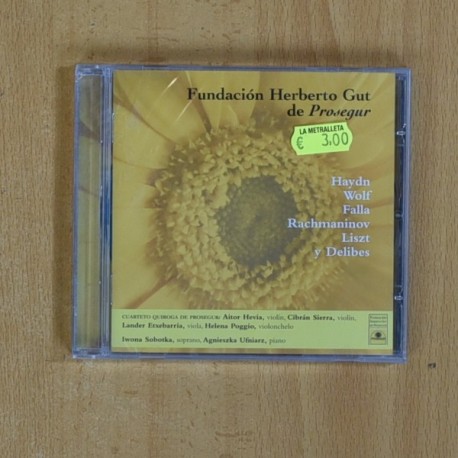 Fundación Herberto Gut
de Prosegur
LA METRALLETA
€ 3.00
Haydn
Wolf
Falla
Rachmaninov
Liszt
y Delibes
CUARTETO QUIROGA DE PROSEGUR: Aitor Hevia, violín, Cibrán Sierra, violín,
Lander Etxebarria, viola, Helena Poggio, violonchelo
Iwona Sobotka, soprano, Agnieszka Ufniarz, piano